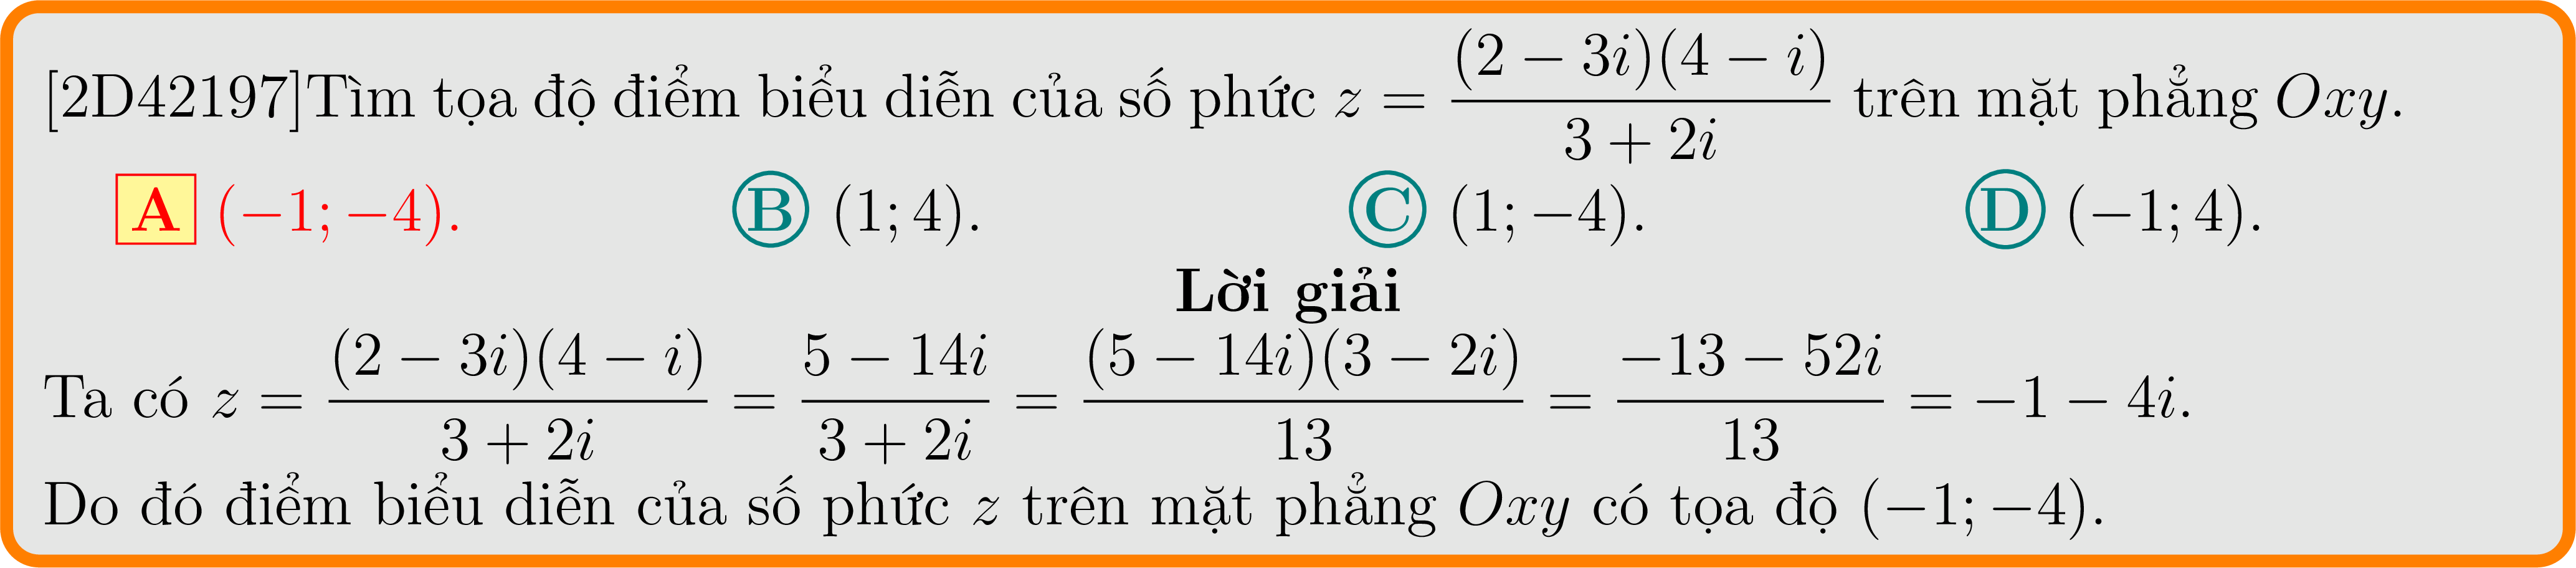 [2D42197]Tìm tọa độ điểm biểu diễn của số phức z = \frac{(2 − 3i)(4 − i)}{3 + 2i} trên mặt phẳng Oxy.
A (−1; −4). B (1; 4). C (1; −4). D (−1; 4).
Lời giải
Ta có z = \frac{(2 − 3i)(4 − i)}{3 + 2i} = \frac{5 − 14i}{3 + 2i} = \frac{(5 − 14i)(3 − 2i)}{13} = \frac{−13 − 52i}{13} = −1 − 4i.
Do đó điểm biểu diễn của số phức z trên mặt phẳng Oxy có tọa độ (−1; −4).